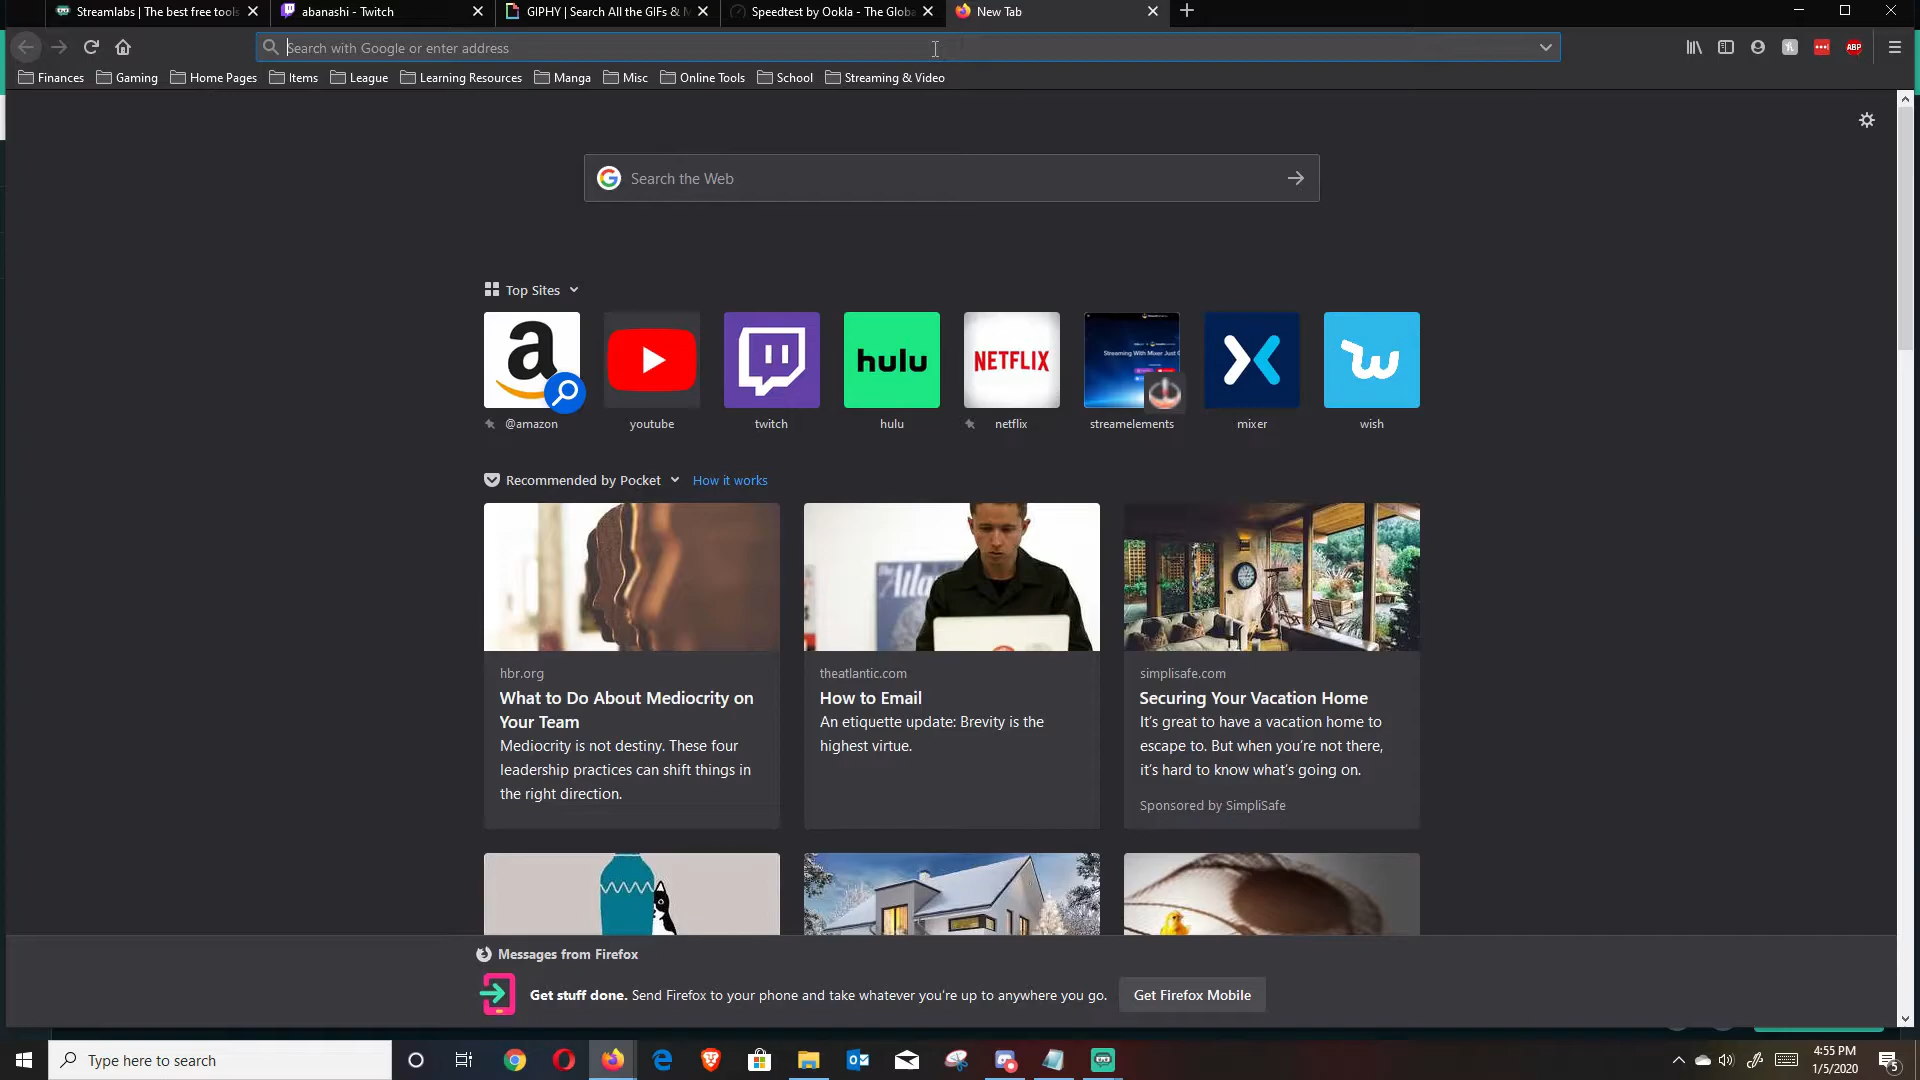 Streamlabs | The best free tools
abanashi - Twitch
GIPHY | Search All the GIFs & M
Speedtest by Ookla - The Globa
New Tab
Search with Google or enter address
ABP
Finances
Gaming
Home Pages
Items
League
Learning Resources
Manga
Misc
Online Tools
School
Streaming & Video
Search the Web
Top Sites
hulu
NETFLIX
@amazon
youtube
twitch
hulu
netflix
streamelements
mixer
wish
Recommended by Pocket
How it works
hbr.org
What to Do About Mediocrity on
Your Team
Mediocrity is not destiny. These four
leadership practices can shift things in
the right direction.
theatlantic.com
How to Email
An etiquette update: Brevity is the
highest virtue.
simplisafe.com
Securing Your Vacation Home
It's great to have a vacation home to
escape to. But when you're not there,
it's hard to know what's going on.
Sponsored by SimpliSafe
Messages from Firefox
Get stuff done. Send Firefox to your phone and take whatever you're up to anywhere you go.
Get Firefox Mobile
Type here to search
4:55 PM
1/5/2020
5